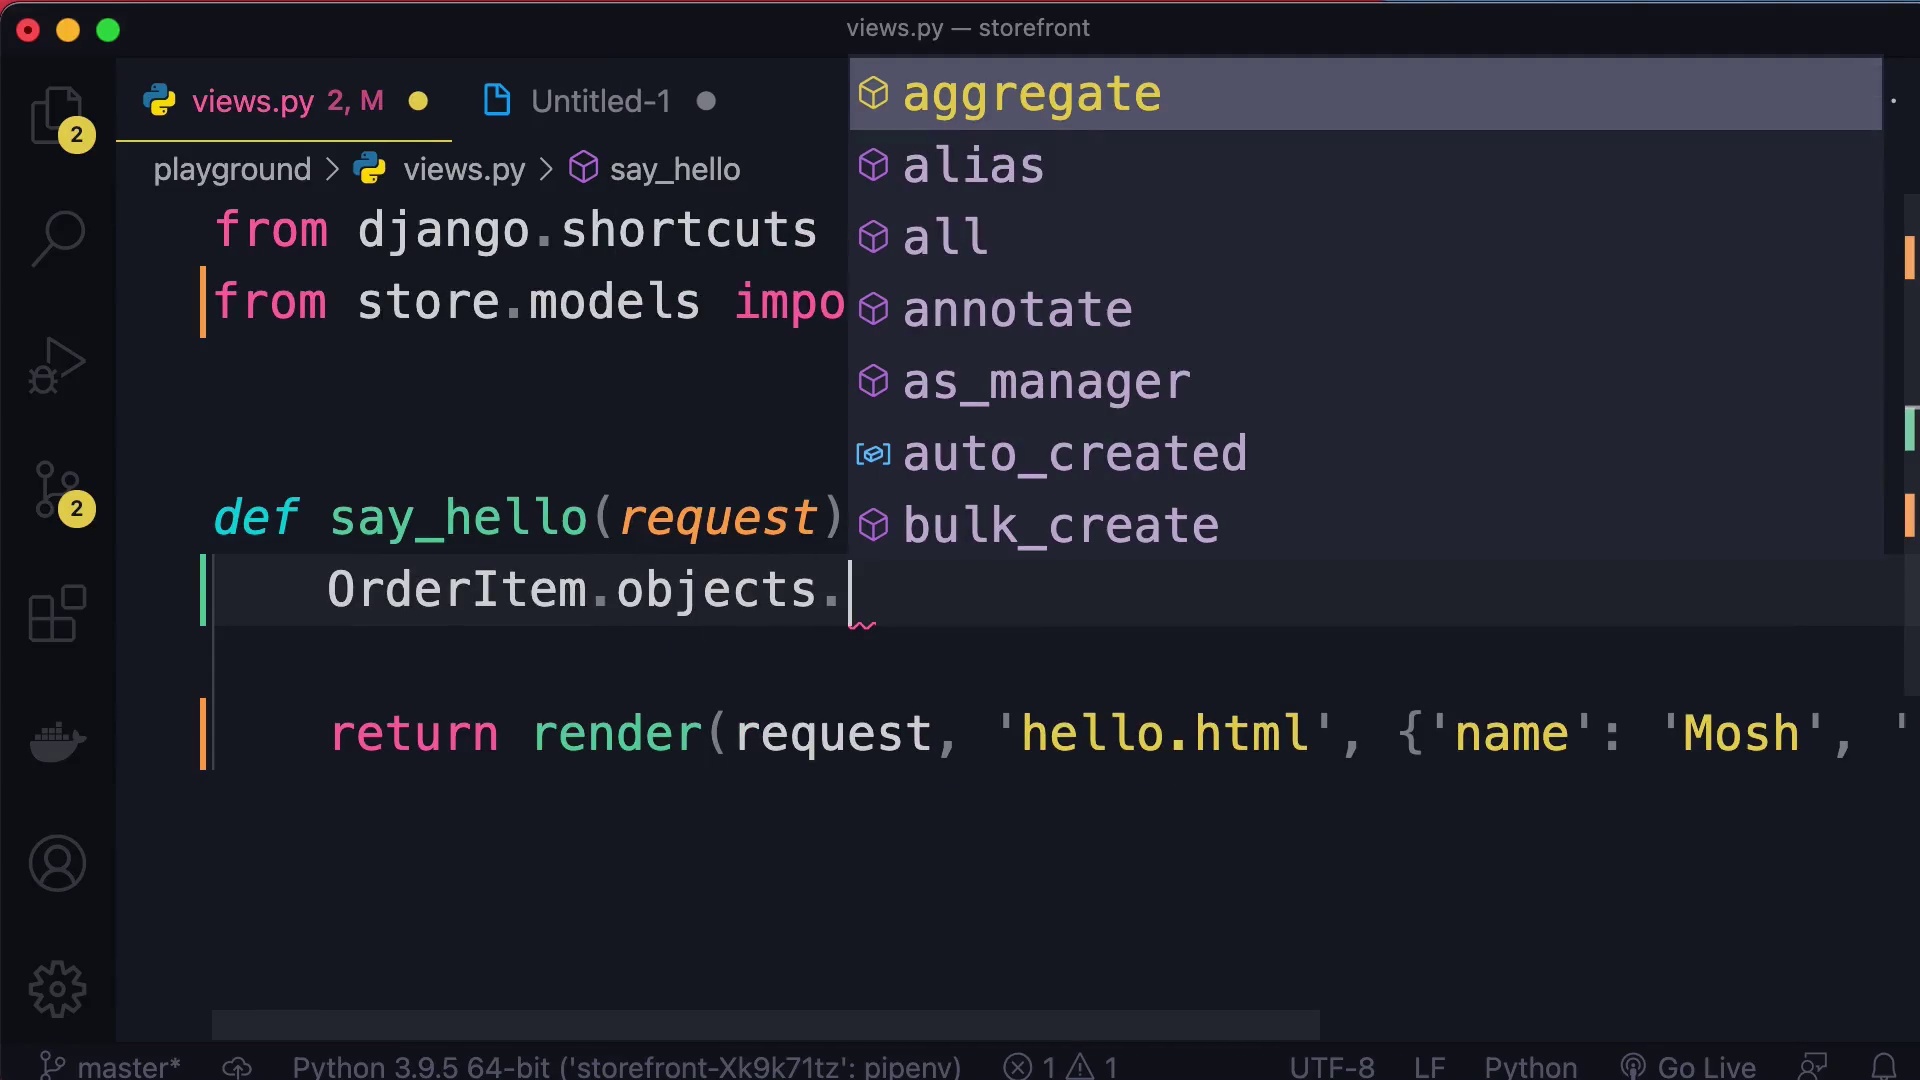 views.py — storefront
views.py 2, M
Untitled-1
playground > views.py > say_hello
from django.shortcuts
from store.models impo
aggregate
alias
all
annotate
as_manager
auto_created
bulk_create
def say_hello(request)
OrderItem.objects.
return render(request, 'hello.html', {'name': 'Mosh', '
2
2
master*
Python 3.9.5 64-bit ('storefront-Xk9k71tz': pipenv)
1
1
UTF-8
LF
Python
Go Live